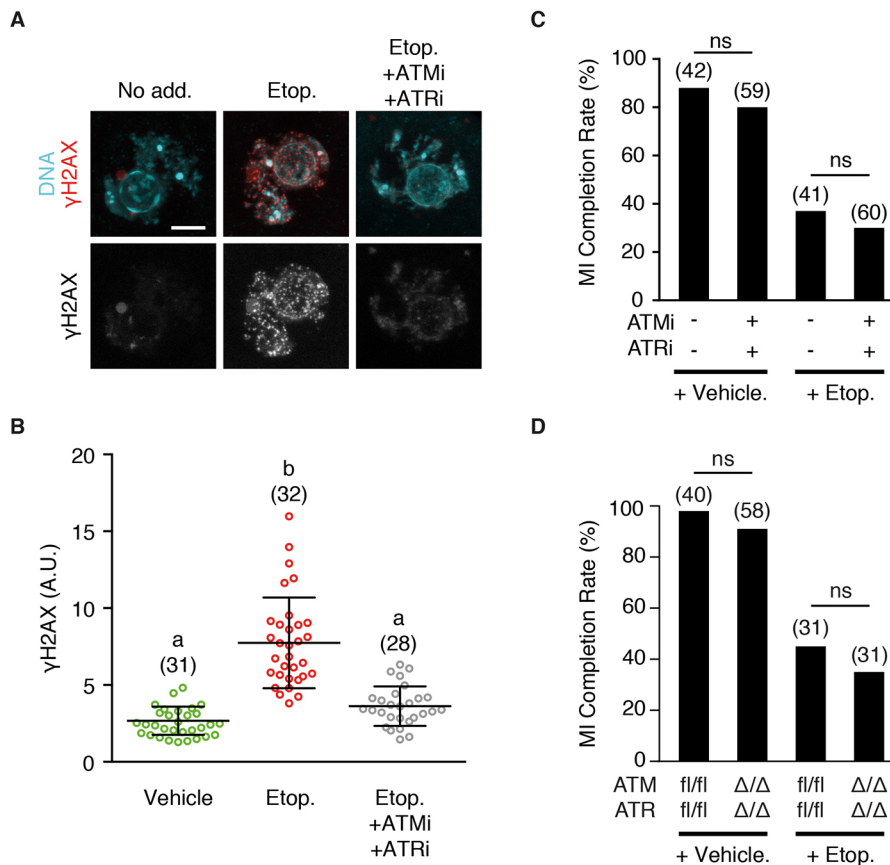 A
No add.
Etop.
Etop.
+ATMi
+ATRi
DNA
γH2AX
γH2AX
B
γH2AX (A.U.)
20
15
10
5
0
a
(31)
b
(32)
a
(28)
Vehicle
Etop.
Etop.
+ATMi
+ATRi
C
MI Completion Rate (%)
100
80
60
40
20
0
ns
(42)
(59)
ns
(41)
(60)
ATMi - + - +
ATRi - + - +
+ Vehicle. + Etop.
D
MI Completion Rate (%)
100
80
60
40
20
0
ns
(40)
(58)
ns
(31)
(31)
ATM fl/fl Δ/Δ fl/fl Δ/Δ
ATR fl/fl Δ/Δ fl/fl Δ/Δ
+ Vehicle. + Etop.